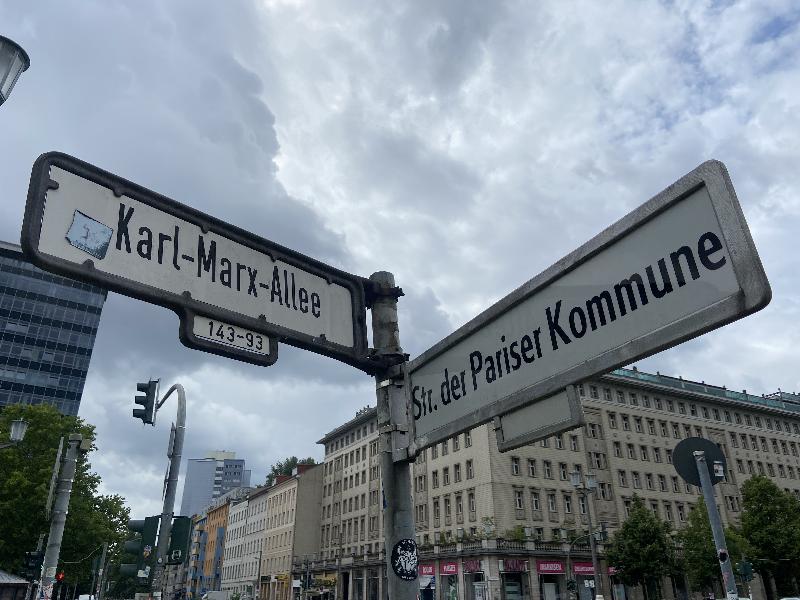 Karl-Marx-Allee
143-93
Str. der Pariser Kommune